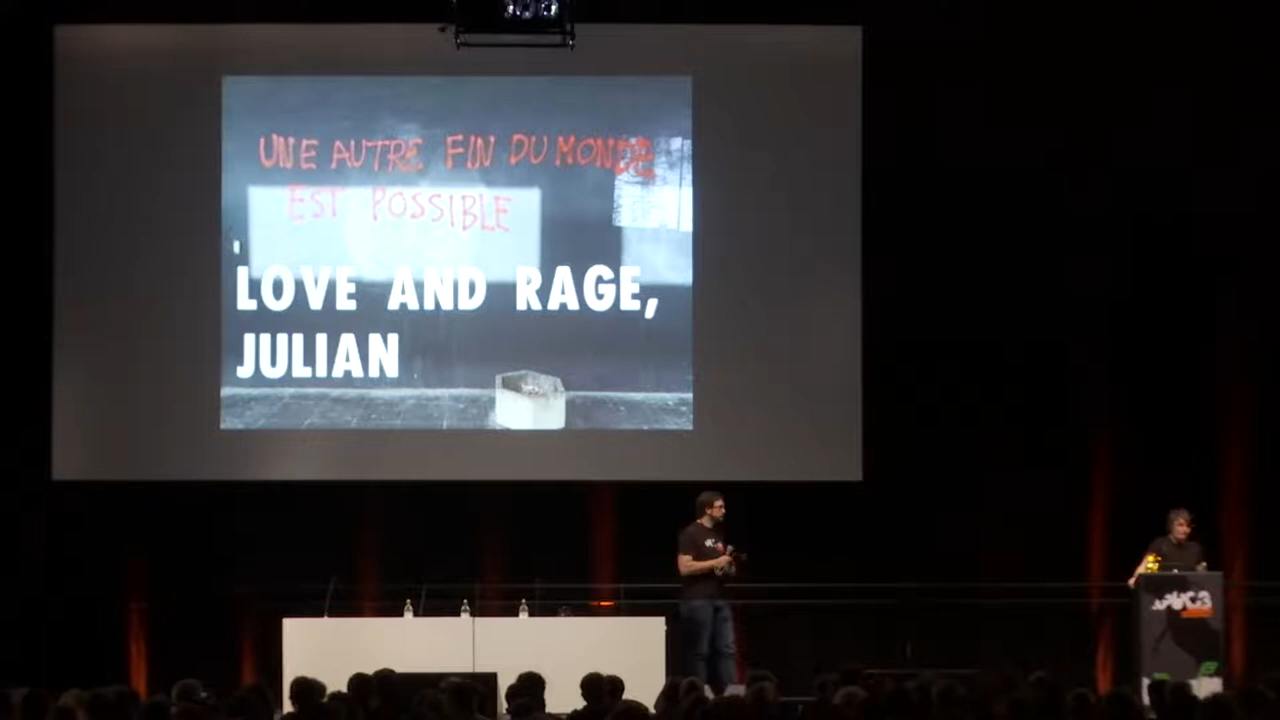 UNE AUTRE FIN DU MONDE
EST POSSIBLE
LOVE AND RAGE,
JULIAN